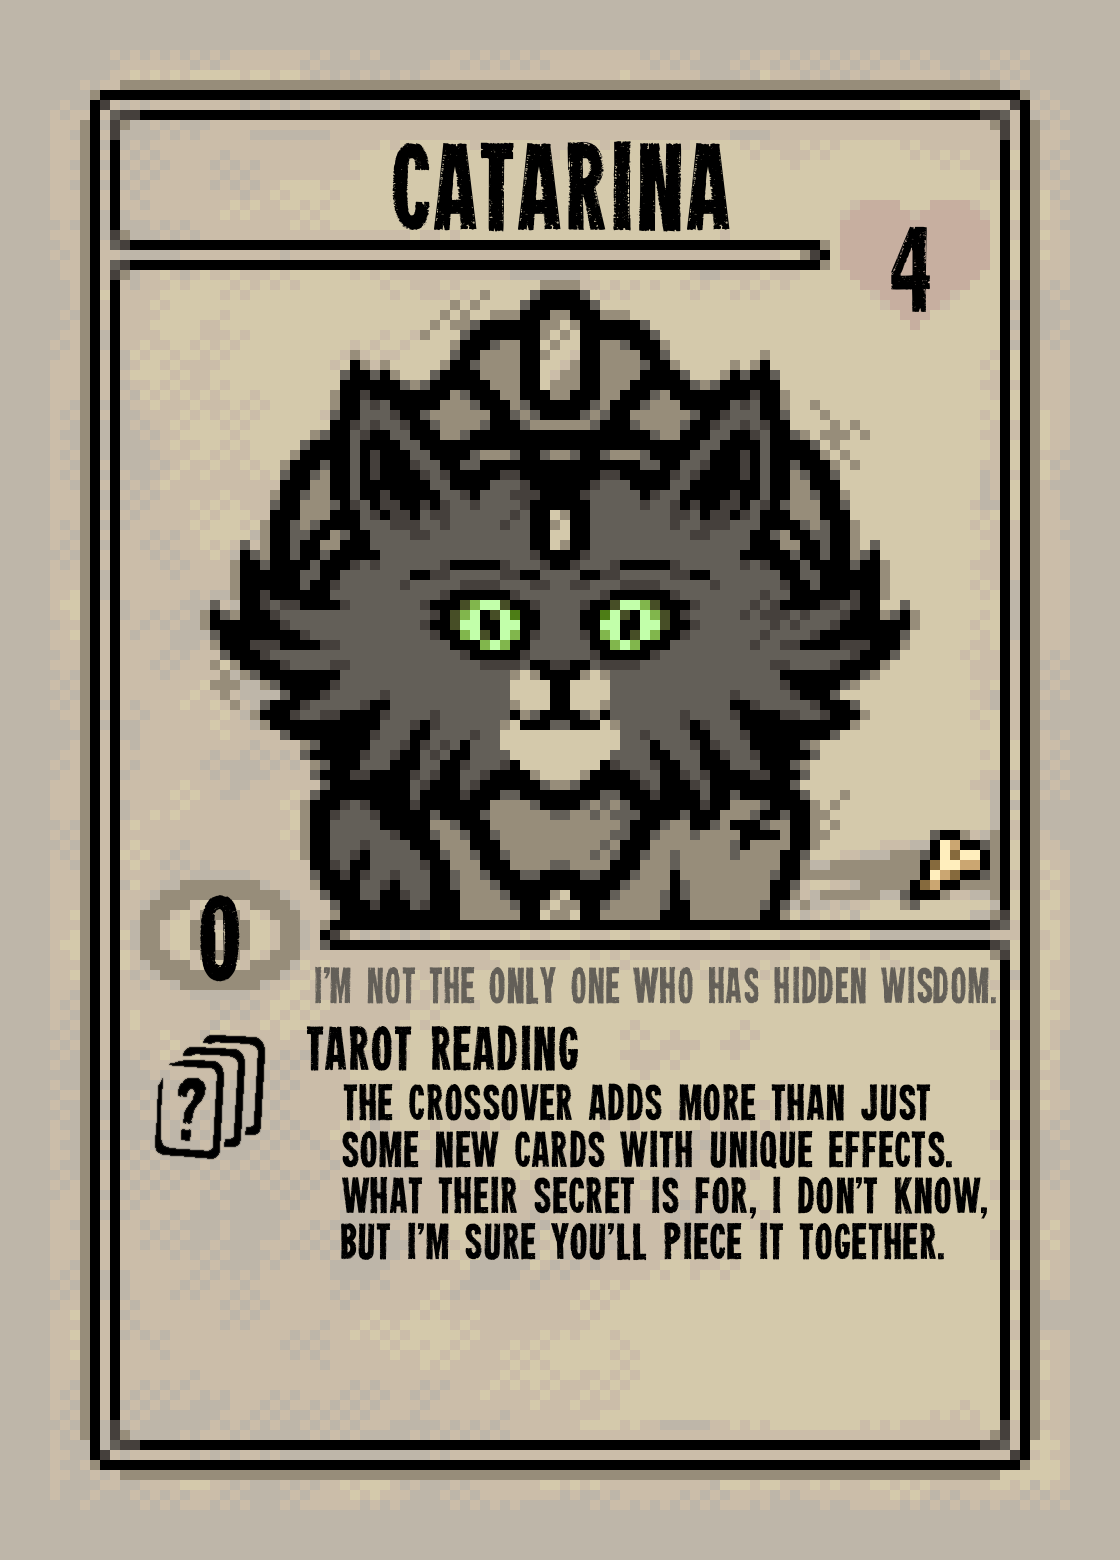 CATARINA
4
0
I'M NOT THE ONLY ONE WHO HAS HIDDEN WISDOM.
TAROT READING
?
THE CROSSOVER ADDS MORE THAN JUST
SOME NEW CARDS WITH UNIQUE EFFECTS.
WHAT THEIR SECRET IS FOR, I DON'T KNOW,
BUT I'M SURE YOU'LL PIECE IT TOGETHER.